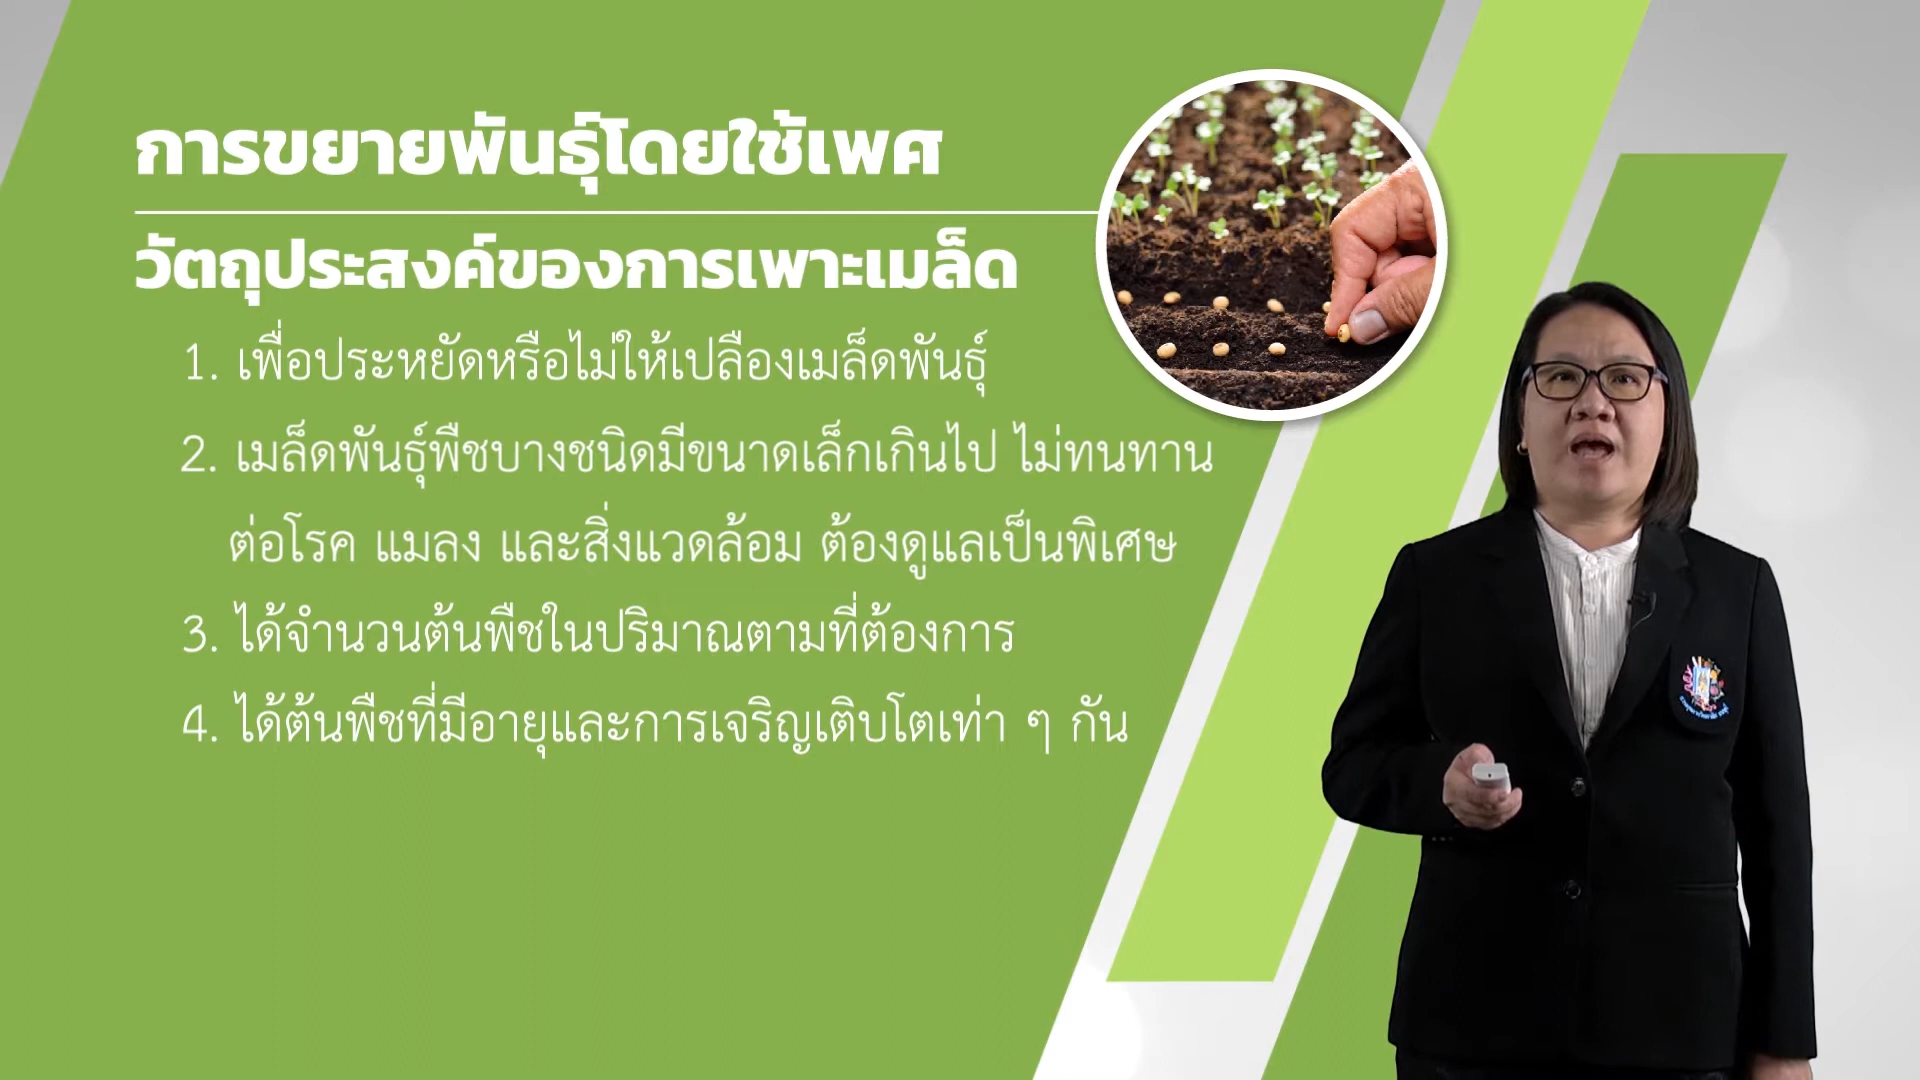 การขยายพันธุ์โดยใช้เพศ
วัตถุประสงค์ของการเพาะเมล็ด
1. เพื่อประหยัดหรือไม่ให้เปลืองเมล็ดพันธุ์
2. เมล็ดพันธุ์พืชบางชนิดมีขนาดเล็กเกินไป ไม่ทนทาน
ต่อโรค แมลง และสิ่งแวดล้อม ต้องดูแลเป็นพิเศษ
3. ได้จำนวนต้นพืชในปริมาณตามที่ต้องการ
4. ได้ต้นพืชที่มีอายุและการเจริญเติบโตเท่า ๆ กัน